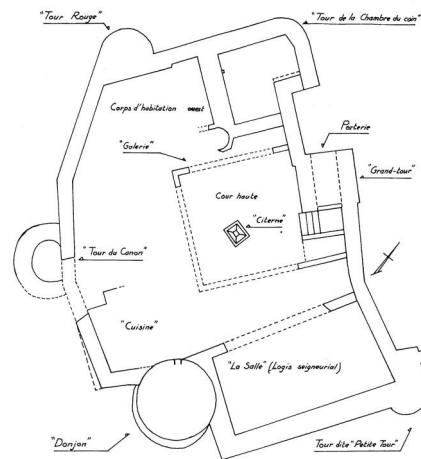 "Tour Rouge"
"Tour de la Chambre du coin"
Corps d'habitation ouest
Porterie
"Galerie"
"Grand-tour"
Cour haute
"Citerne"
"Tour du Canon"
"Cuisine"
"La Salle" (Logis seigneurial)
"Donjon"
Tour dite "Petite Tour"